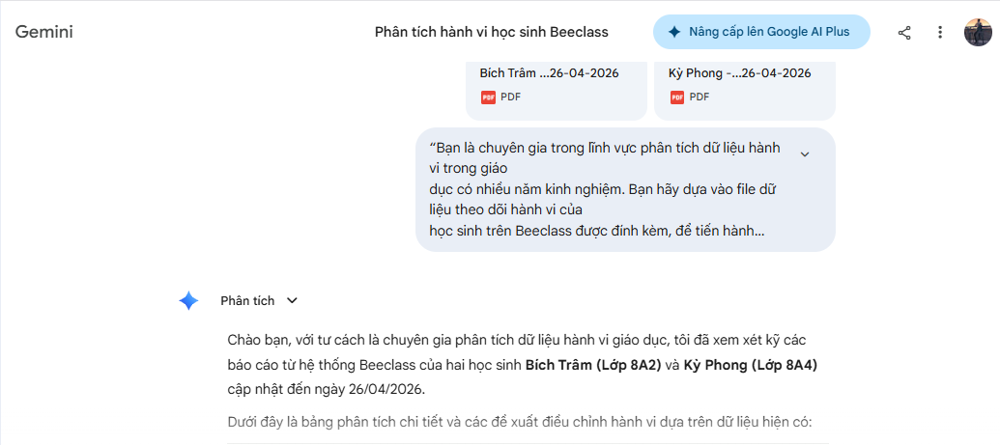 Gemini
Phân tích hành vi học sinh Beeclass
Nâng cấp lên Google AI Plus
Bích Trâm ...26-04-2026
PDF PDF
Kỳ Phong -...26-04-2026
PDF PDF
“Bạn là chuyên gia trong lĩnh vực phân tích dữ liệu hành
vi trong giáo
dục có nhiều năm kinh nghiệm. Bạn hãy dựa vào file dữ
liệu theo dõi hành vi của
học sinh trên Beeclass được đính kèm, để tiến hành...
Phân tích
Chào bạn, với tư cách là chuyên gia phân tích dữ liệu hành vi giáo dục, tôi đã xem xét kỹ các
báo cáo từ hệ thống Beeclass của hai học sinh Bích Trâm (Lớp 8A2) và Kỳ Phong (Lớp 8A4)
cập nhật đến ngày 26/04/2026.
Dưới đây là bảng phân tích chi tiết và các đề xuất điều chỉnh hành vi dựa trên dữ liệu hiện có: